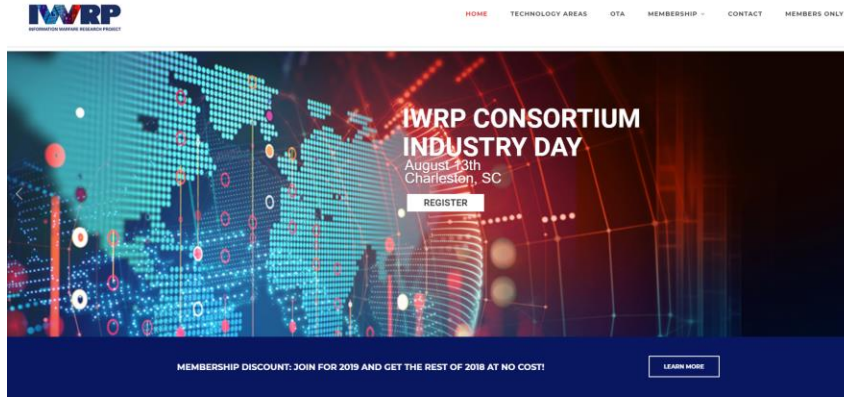 IWRP
INFORMATION WARFARE RESEARCH PROJECT
HOME TECHNOLOGY AREAS OTA MEMBERSHIP CONTACT MEMBERS ONLY
IWRP CONSORTIUM
INDUSTRY DAY
August 13th
Charleston, SC
REGISTER
MEMBERSHIP DISCOUNT: JOIN FOR 2019 AND GET THE REST OF 2018 AT NO COST!
LEARN MORE